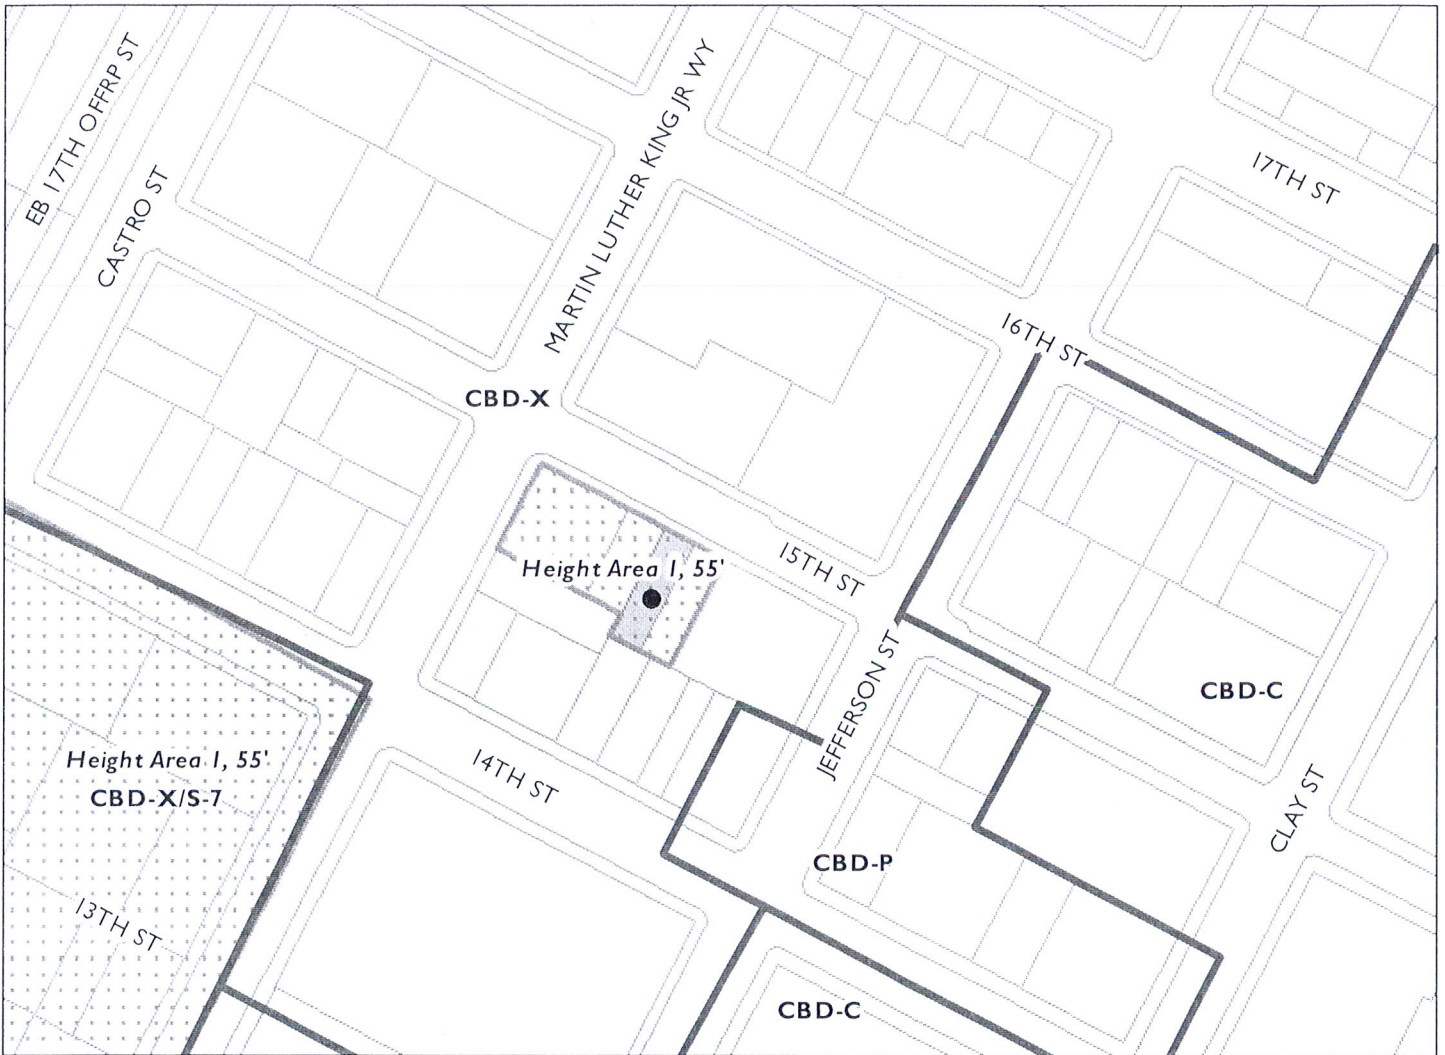 EB 17TH OFFRP ST
CASTRO ST
MARTIN LUTHER KING JR WY
17TH ST
16TH ST
CBD-X
15TH ST
Height Area 1, 55'
JEFFERSON ST
CBD-C
Height Area 1, 55'
CBD-X/S-7
14TH ST
CLAY ST
CBD-P
13TH ST
CBD-C